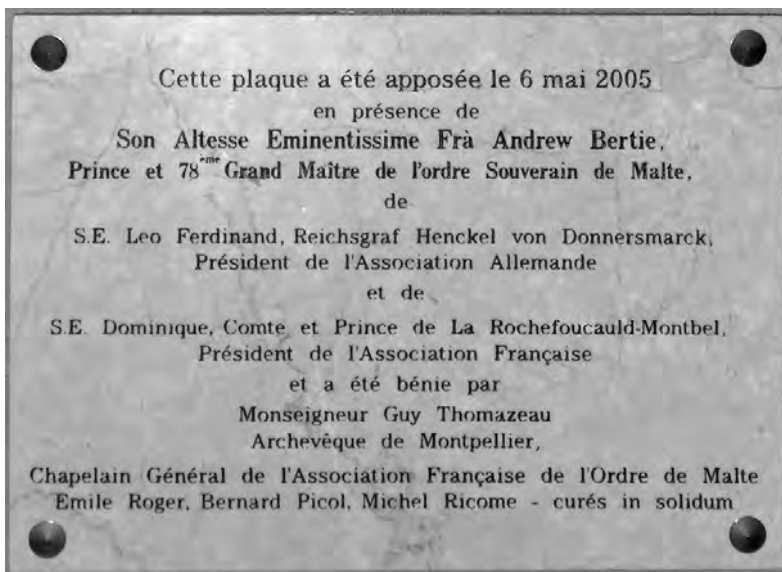 Cette plaque a été apposée le 6 mai 2005
en présence de
Son Altesse Eminentissime Frà Andrew Bertie,
Prince et 78ème Grand Maître de l'ordre Souverain de Malte,
de
S.E. Leo Ferdinand, Reichsgraf Henckel von Donnersmarck,
Président de l'Association Allemande
et de
S.E. Dominique, Comte et Prince de La Rochefoucauld-Montbel,
Président de l'Association Française
et a été bénie par
Monseigneur Guy Thomazeau
Archevêque de Montpellier,
Chapelain Général de l'Association Française de l'Ordre de Malte
Emile Roger, Bernard Picol, Michel Ricome - curés in solidum